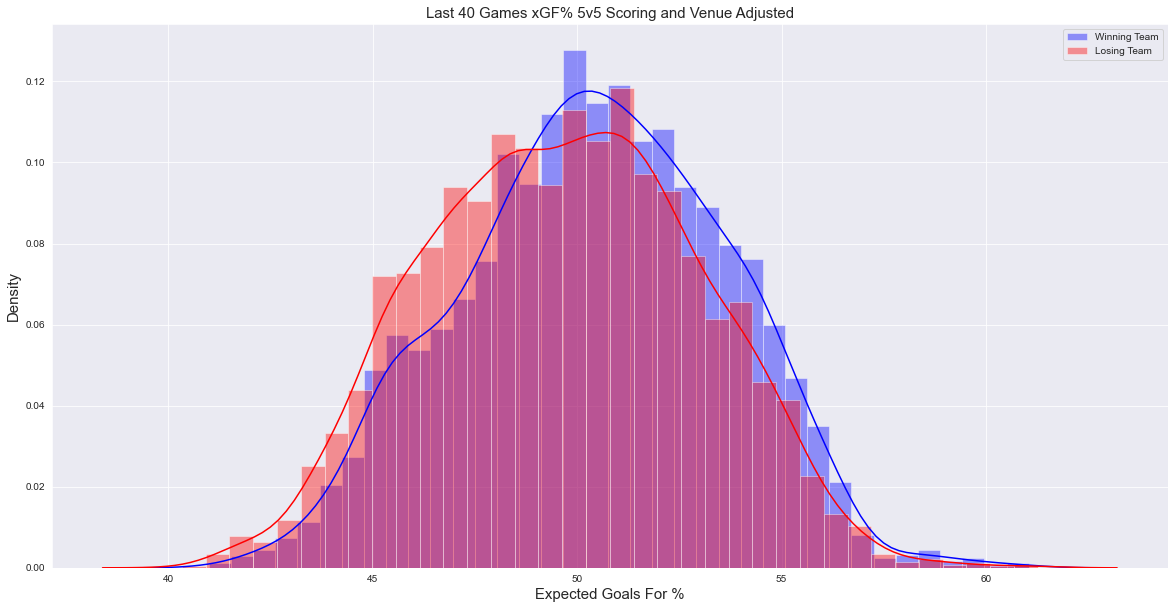 Last 40 Games xGF% 5v5 Scoring and Venue Adjusted
Winning Team
Losing Team
0.12
0.10
0.08
0.06
0.04
0.02
0.00
Density
40
45
50
55
60
Expected Goals For %